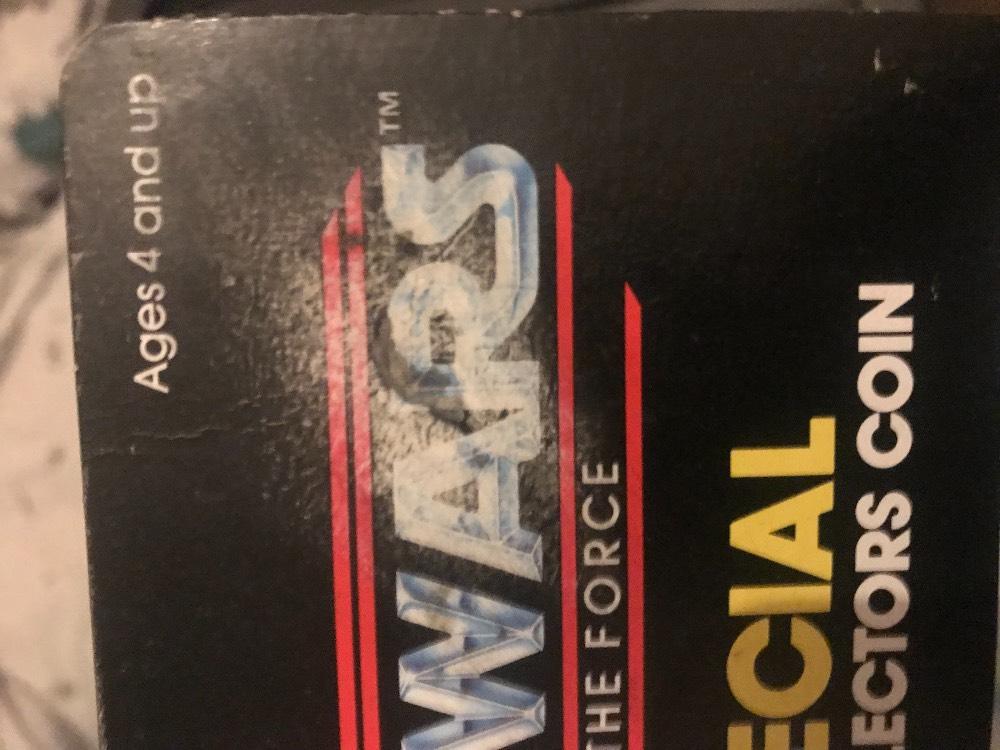 Ages 4 and up
WARS™
THE FORCE
ECIAL
ECTORS COIN